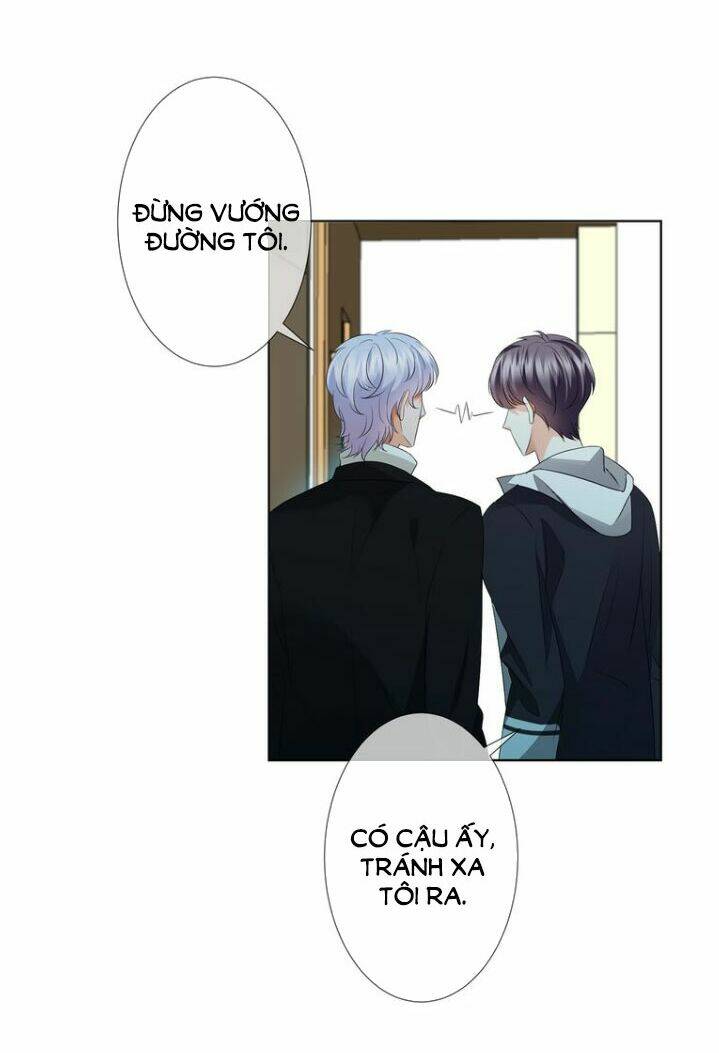 ĐỪNG VƯỚNG
ĐƯỜNG TÔI.
CÓ CẬU ẤY,
TRÁNH XA
TÔI RA.